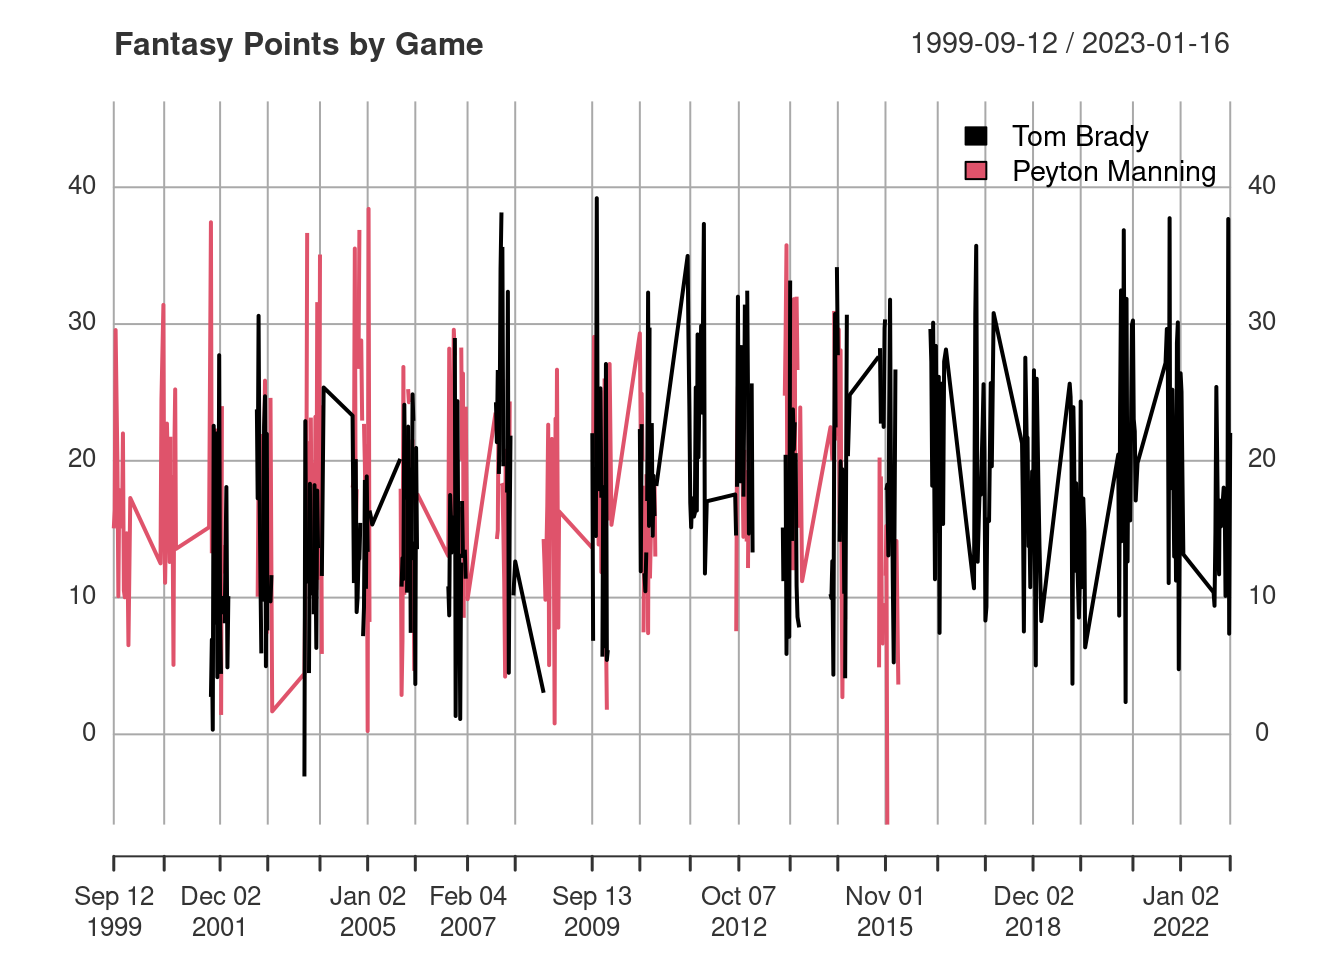 Fantasy Points by Game
1999-09-12 / 2023-01-16
Tom Brady
Peyton Manning
40 40
30 30
20 20
10 10
0 0
Sep 12 Dec 02 Jan 02 Feb 04 Sep 13 Oct 07 Nov 01 Dec 02 Jan 02
1999 2001 2005 2007 2009 2012 2015 2018 2022